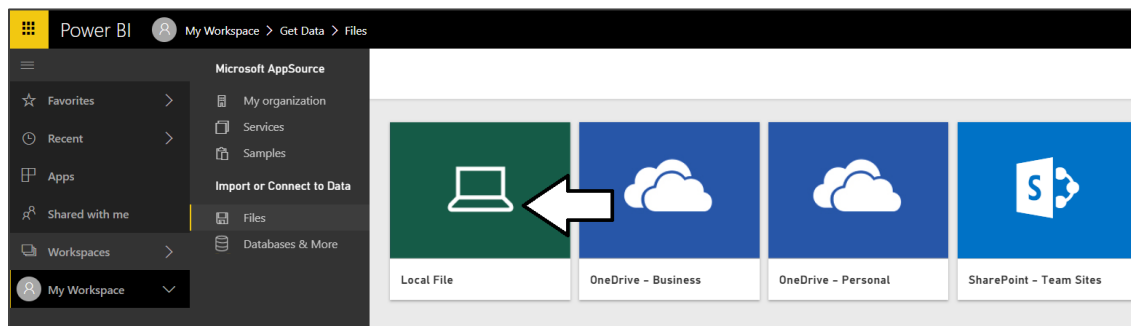 Power BI
My Workspace > Get Data > Files
Microsoft AppSource
Favorites
My organization
Services
Recent
Samples
Apps
Import or Connect to Data
Shared with me
Files
Workspaces
Databases & More
My Workspace
Local File
OneDrive – Business
OneDrive – Personal
S
SharePoint – Team Sites